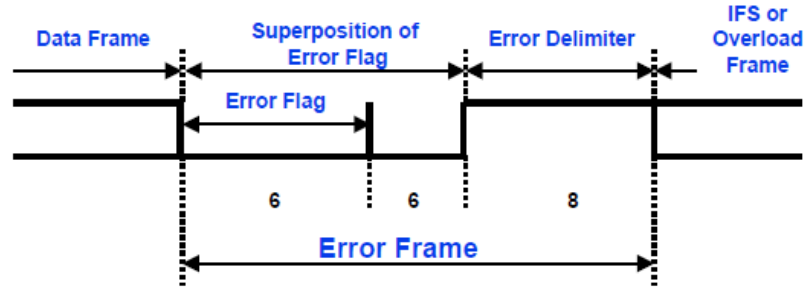 Data Frame
Superposition of
Error Flag
Error Delimiter
IFS or
Overload
Frame
Error Flag
6
6
8
Error Frame